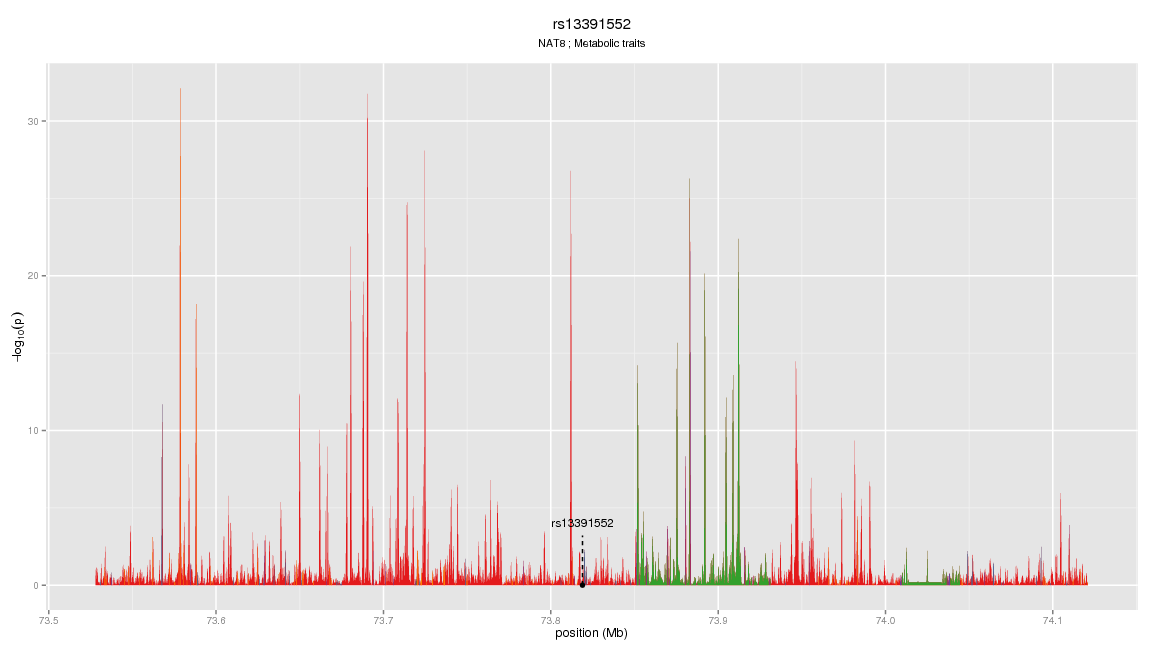 rs13391552
NAT8 ; Metabolic traits
30
20
10
0
−log10(p)
rs13391552
73.5 73.6 73.7 73.8 73.9 74.0 74.1
position (Mb)